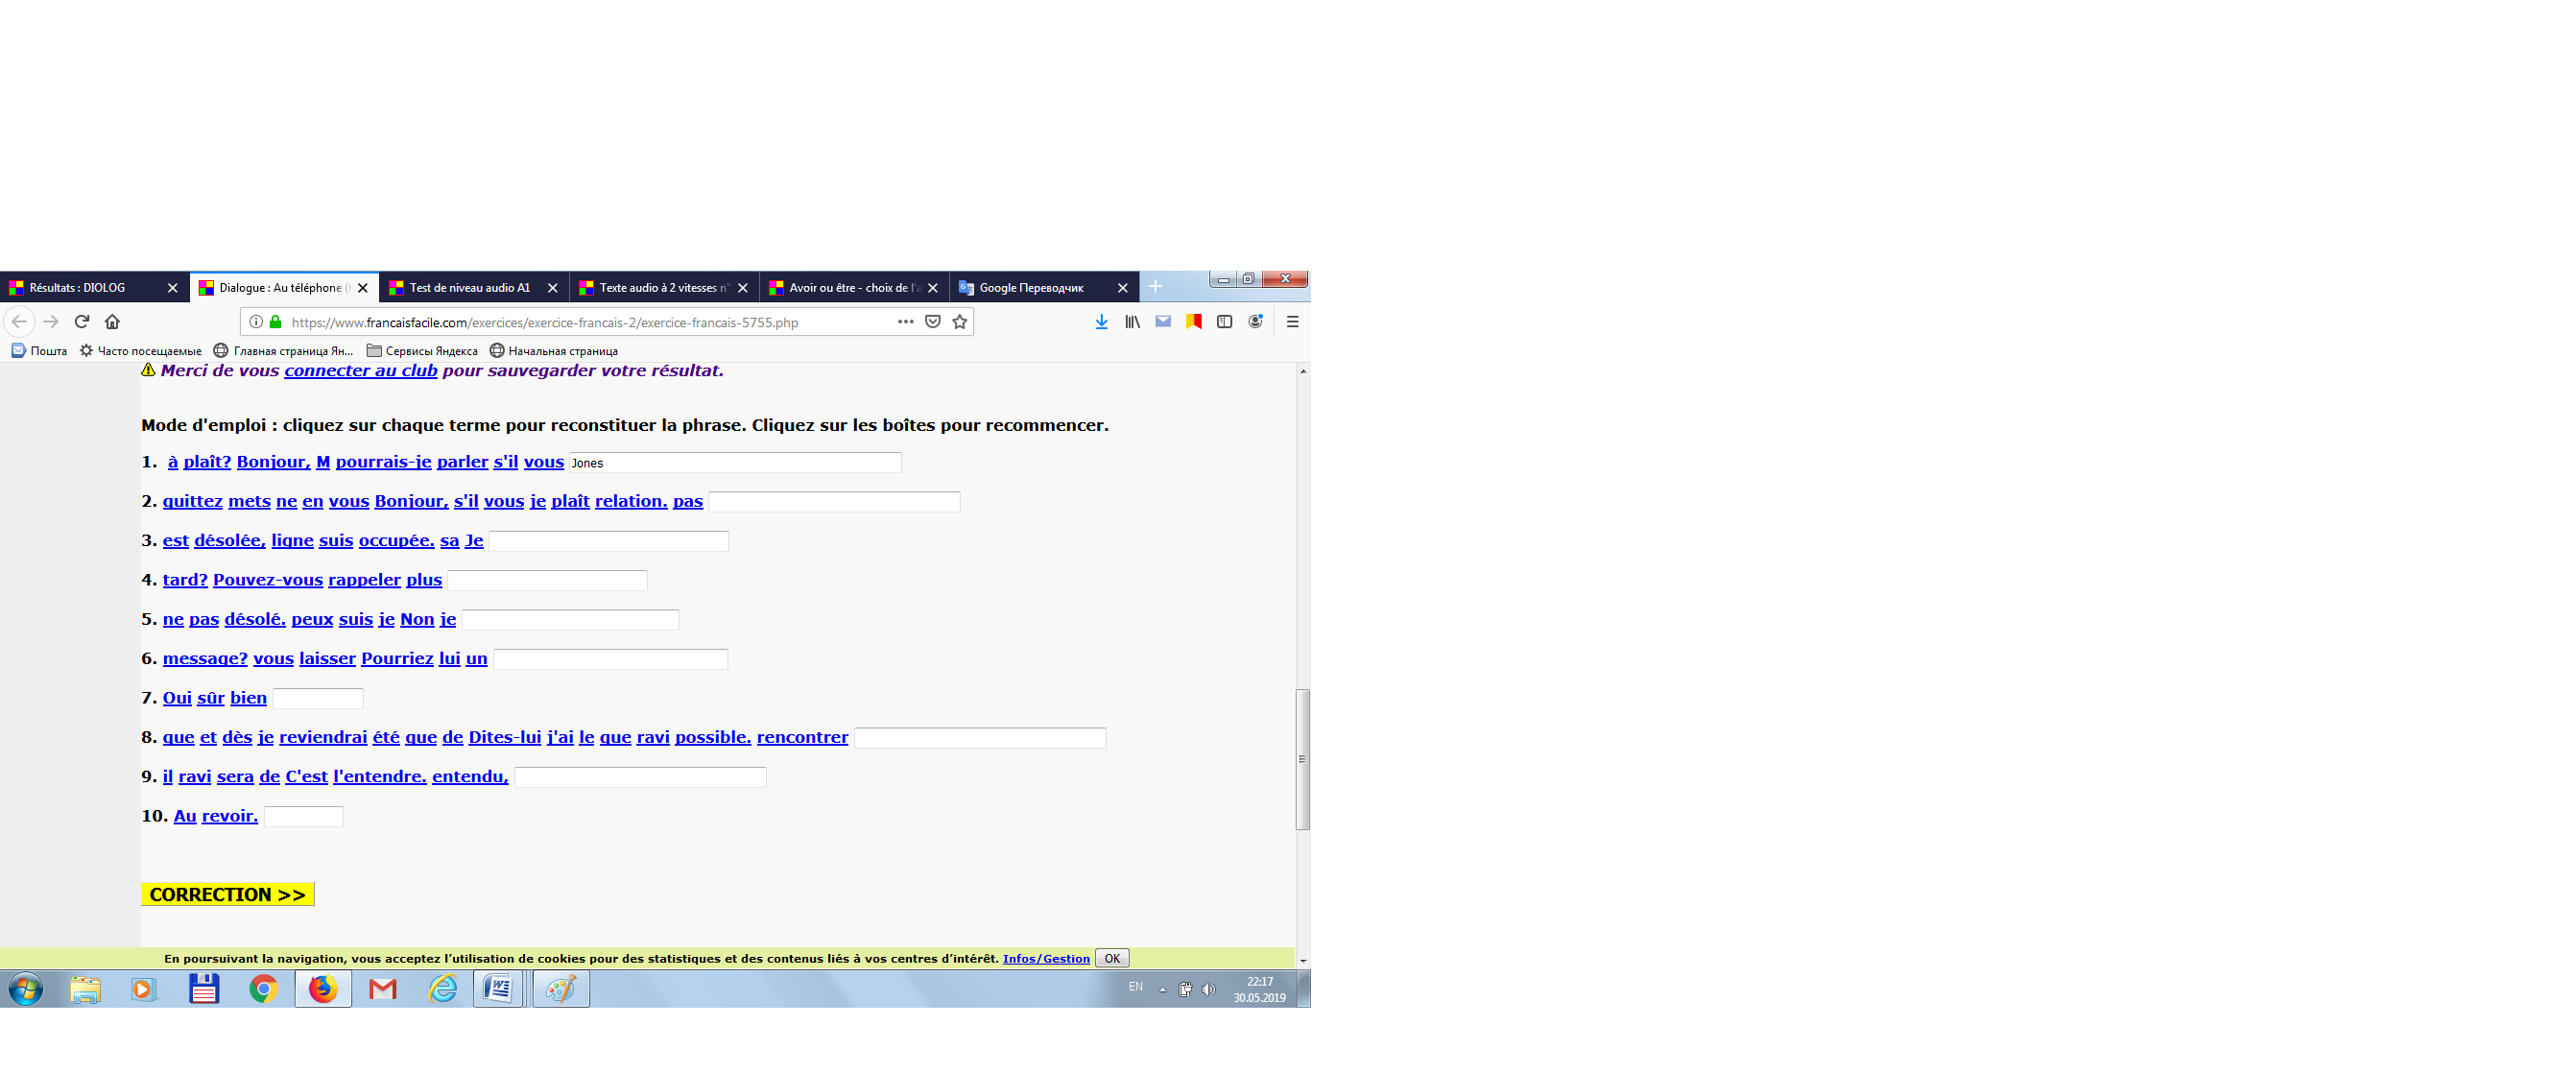 Résultats : DIOLOG
Dialogue : Au téléphone (f
Test de niveau audio A1
Texte audio à 2 vitesses n°
Avoir ou être - choix de l'a
Google Переводчик
https://www.francaisfacile.com/exercices/exercice-francais-2/exercice-francais-5755.php
Пошта Часто посещаемые Главная страница Ян... Сервисы Яндекса Начальная страница
Merci de vous connecter au club pour sauvegarder votre résultat.
Mode d'emploi : cliquez sur chaque terme pour reconstituer la phrase. Cliquez sur les boîtes pour recommencer.
1. à plaît? Bonjour, M pourrais-je parler s'il vous Jones
2. quittez mets ne en vous Bonjour, s'il vous je plaît relation. pas
3. est désolée, ligne suis occupée. sa Je
4. tard? Pouvez-vous rappeler plus
5. ne pas désolé. peux suis je Non je
6. message? vous laisser Pourriez lui un
7. Oui sûr bien
8. que et dès je reviendrai été que de Dites-lui j'ai le que ravi possible. rencontrer
9. il ravi sera de C'est l'entendre. entendu,
10. Au revoir.
CORRECTION >>
En poursuivant la navigation, vous acceptez l’utilisation de cookies pour des statistiques et des contenus liés à vos centres d’intérêt. Infos/Gestion OK
EN
22:17
30.05.2019